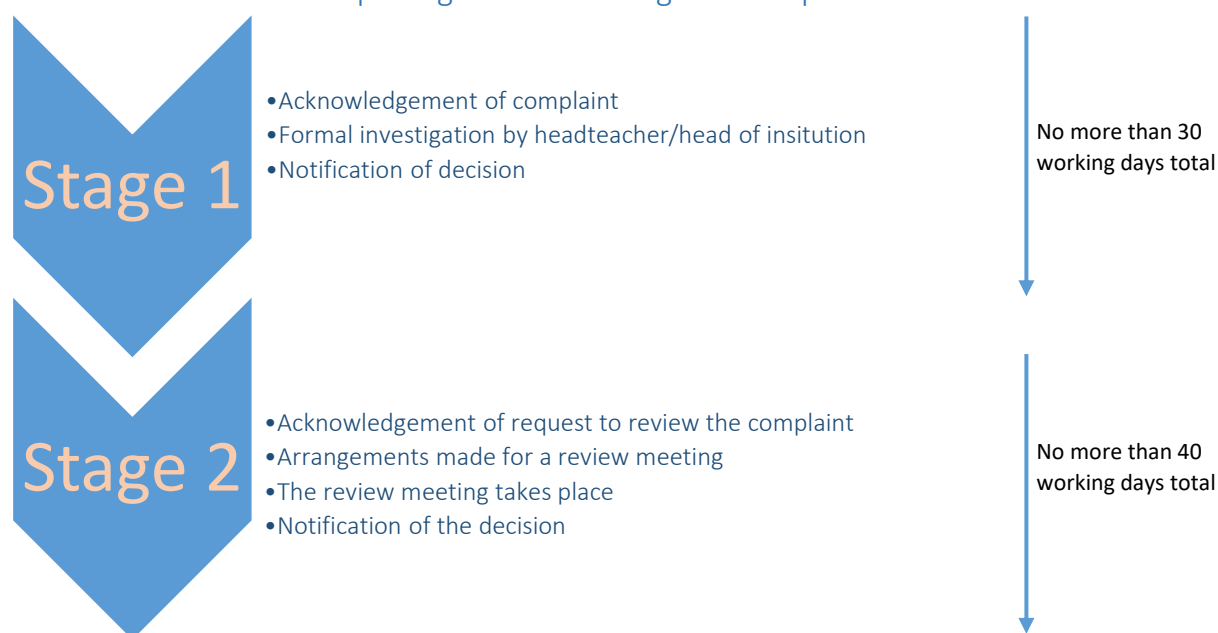 Stage 1
•Acknowledgement of complaint
•Formal investigation by headteacher/head of insitution
•Notification of decision
No more than 30
working days total
Stage 2
•Acknowledgement of request to review the complaint
•Arrangements made for a review meeting
•The review meeting takes place
•Notification of the decision
No more than 40
working days total